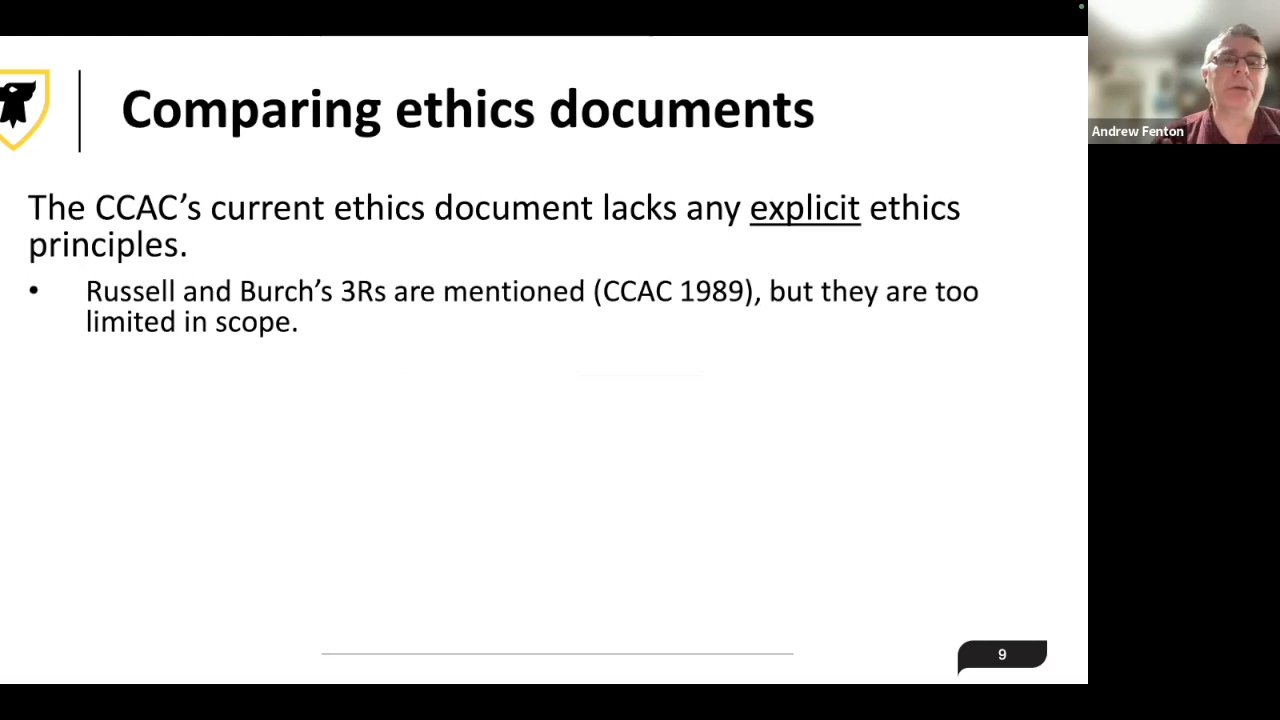 Comparing ethics documents
Andrew Fenton
The CCAC’s current ethics document lacks any explicit ethics
principles.
• Russell and Burch’s 3Rs are mentioned (CCAC 1989), but they are too
limited in scope.
9